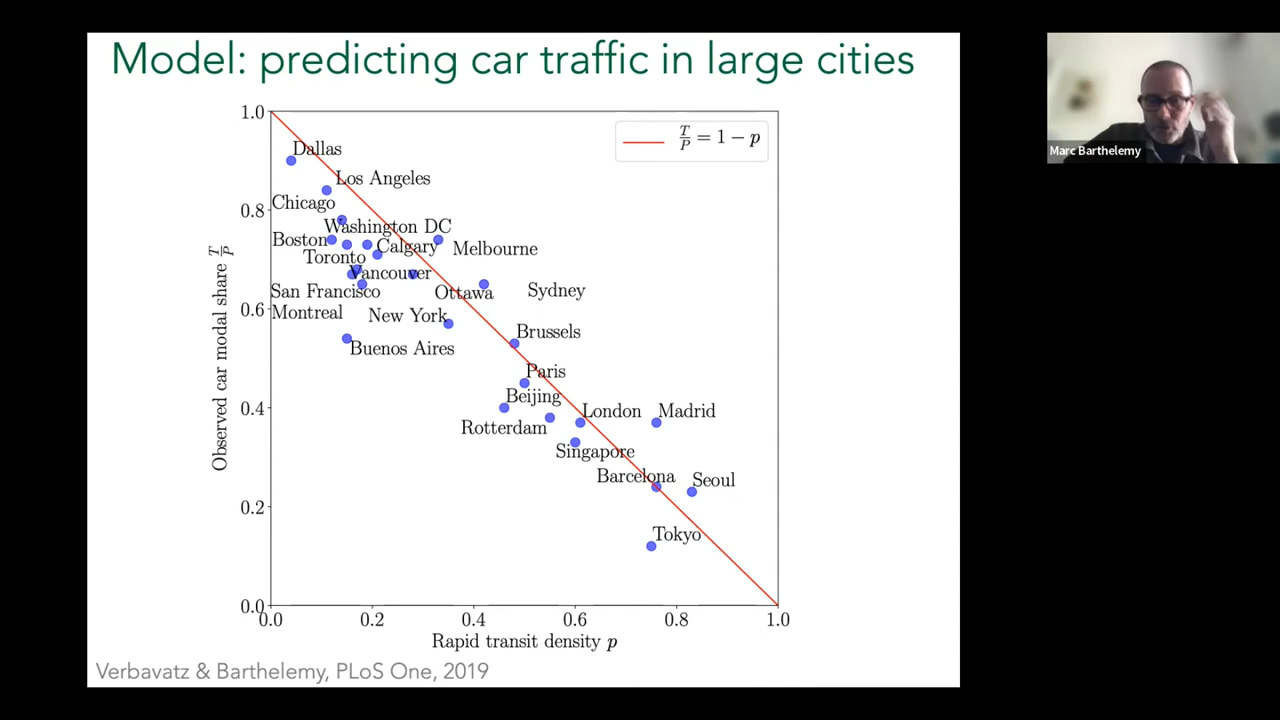 Model: predicting car traffic in large cities
Marc Barthelemy
T/P = 1 − p
Observed car modal share T/P
1.0
0.8
0.6
0.4
0.2
0.0
Dallas
Los Angeles
Chicago
Washington DC
Boston
Calgary
Melbourne
Toronto
Vancouver
San Francisco
Ottawa
Sydney
Montreal
New York
Brussels
Buenos Aires
Paris
Beijing
London
Madrid
Rotterdam
Singapore
Barcelona
Seoul
Tokyo
0.0 0.2 0.4 0.6 0.8 1.0
Rapid transit density p
Verbavatz & Barthelemy, PLoS One, 2019